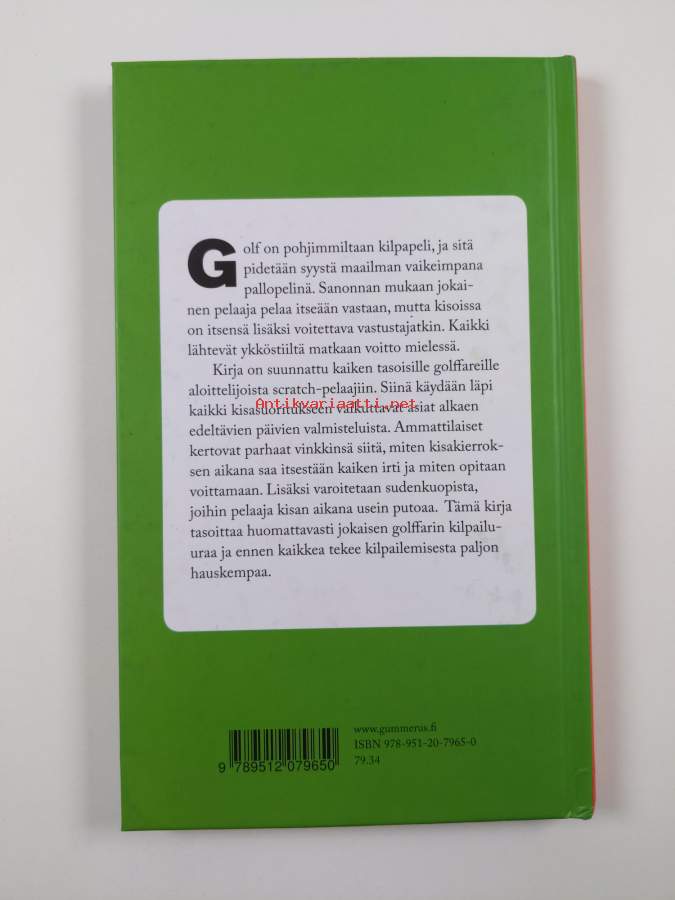 Golf on pohjimmiltaan kilpapeli, ja sitä
pidetään syystä maailman vaikeimpana
pallopelinä. Sanonnan mukaan jokai-
nen pelaaja pelaa itseään vastaan, mutta kisoissa
on itsensä lisäksi voitettava vastustajatkin. Kaikki
lähtevät ykköstiiltä matkaan voitto mielessä.
Kirja on suunnattu kaiken tasoisille golffareille
aloittelijoista scratch-pelaajiin. Siinä käydään läpi
Antikvariaatti.net
kaikki kisasuoritukseen vaikuttavat asiat alkaen
edeltävien päivien valmisteluista. Ammattilaiset
kertovat parhaat vinkkinsä siitä, miten kisakierrok-
sen aikana saa itsestään kaiken irti ja miten opitaan
voittamaan. Lisäksi varoitetaan sudenkuopista,
joihin pelaaja kisan aikana usein putoaa. Tämä kirja
tasoittaa huomattavasti jokaisen golffarin kilpailu-
uraa ja ennen kaikkea tekee kilpailemisesta paljon
hauskempaa.
www.gummerus.fi
ISBN 978-951-20-7965-0
79.34
9 789512 079650